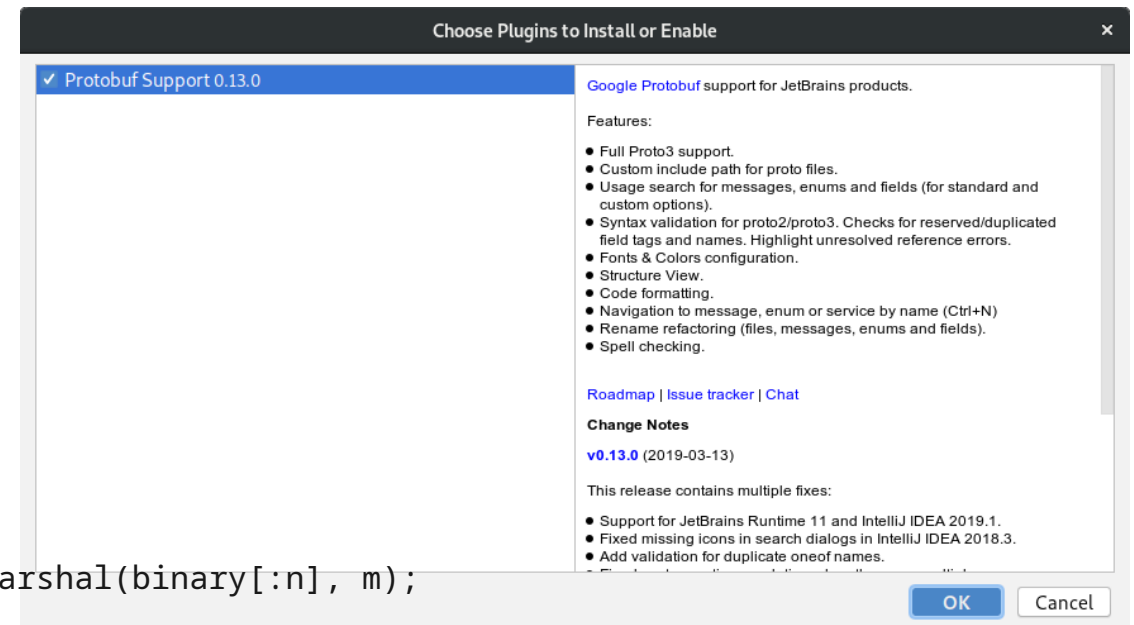 Choose Plugins to Install or Enable
Protobuf Support 0.13.0
Google Protobuf support for JetBrains products.
Features:
● Full Proto3 support.
● Custom include path for proto files.
● Usage search for messages, enums and fields (for standard and
custom options).
● Syntax validation for proto2/proto3. Checks for reserved/duplicated
field tags and names. Highlight unresolved reference errors.
● Fonts & Colors configuration.
● Structure View.
● Code formatting.
● Navigation to message, enum or service by name (Ctrl+N)
● Rename refactoring (files, messages, enums and fields).
● Spell checking.
Roadmap | Issue tracker | Chat
Change Notes
v0.13.0 (2019-03-13)
This release contains multiple fixes:
● Support for JetBrains Runtime 11 and IntelliJ IDEA 2019.1.
● Fixed missing icons in search dialogs in IntelliJ IDEA 2018.3.
● Add validation for duplicate oneof names.
arshal(binary[:n], m);
OK
Cancel